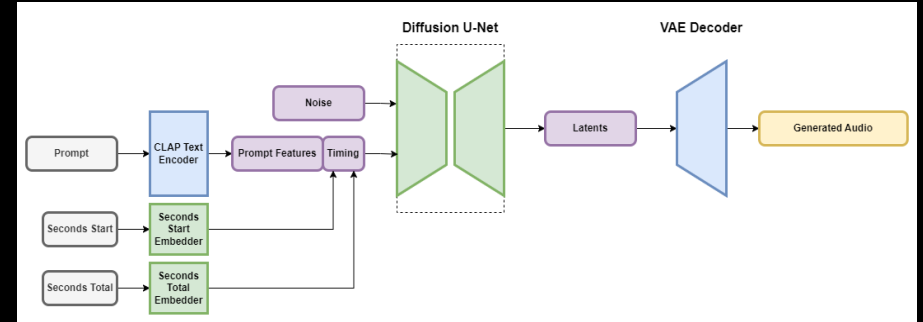 Diffusion U-Net
VAE Decoder
Noise
Prompt
CLAP Text
Encoder
Prompt Features
Timing
Latents
Generated Audio
Seconds Start
Seconds
Start
Embedder
Seconds Total
Seconds
Total
Embedder